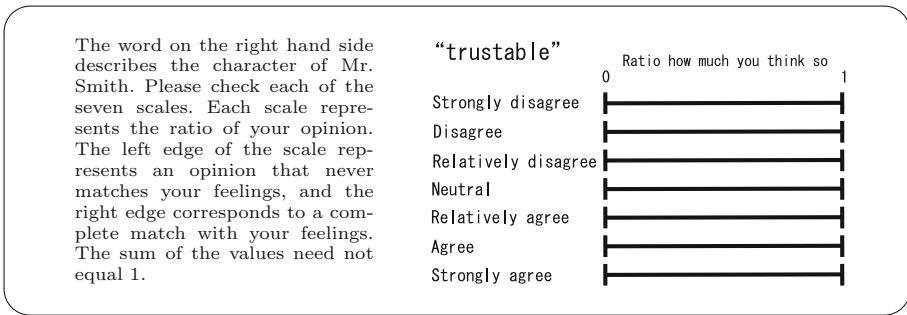 The word on the right hand side
describes the character of Mr.
Smith. Please check each of the
seven scales. Each scale repre-
sents the ratio of your opinion.
The left edge of the scale rep-
resents an opinion that never
matches your feelings, and the
right edge corresponds to a com-
plete match with your feelings.
The sum of the values need not
equal 1.
“trustable”
Ratio how much you think so
0 1
Strongly disagree
Disagree
Relatively disagree
Neutral
Relatively agree
Agree
Strongly agree